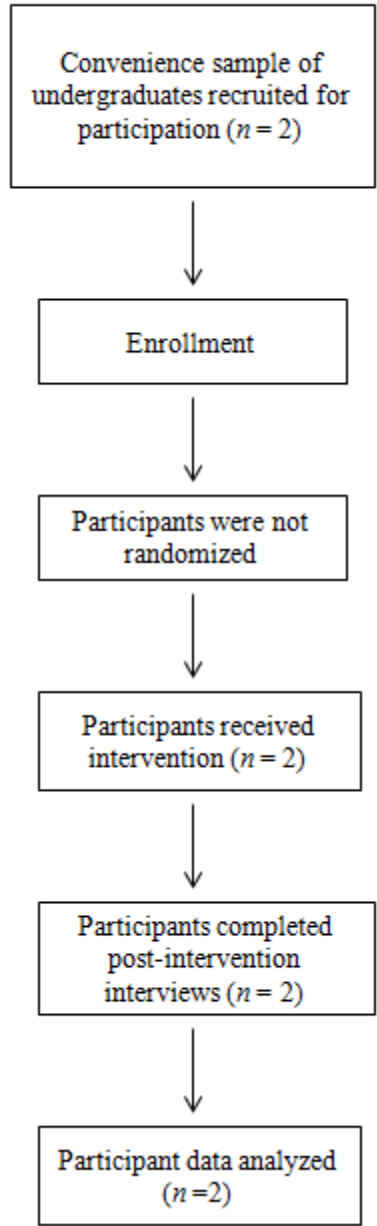 Convenience sample of
undergraduates recruited for
participation (n = 2)
Enrollment
Participants were not
randomized
Participants received
intervention (n = 2)
Participants completed
post-intervention
interviews (n = 2)
Participant data analyzed
(n =2)